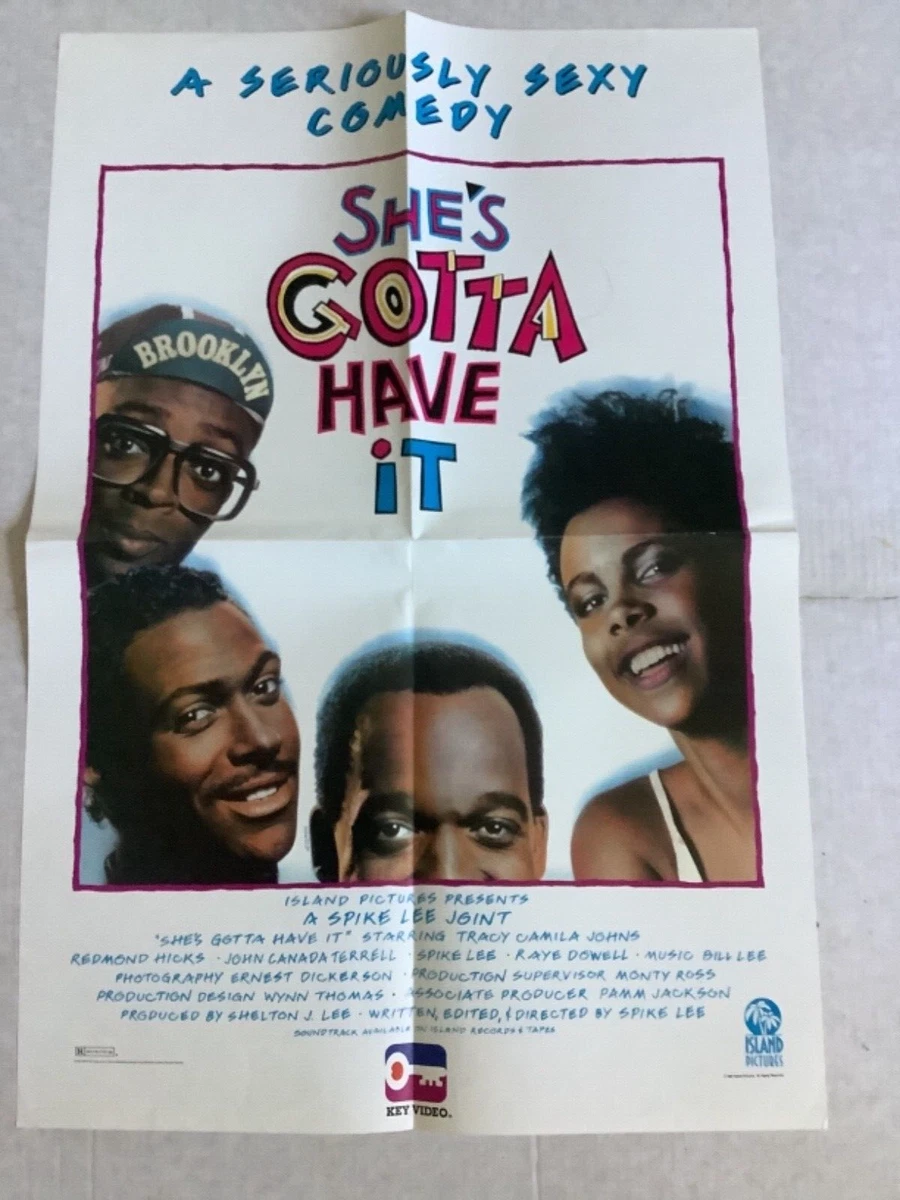 A SERIOUSLY SEXY
COMEDY
SHE'S
GOTTA
HAVE
iT
BROOKLYN
ISLAND PICTURES PRESENTS
A SPIKE LEE JOINT
"SHE'S GOTTA HAVE IT" STARRING TRACY CAMILA JOHNS
REDMOND HICKS · JOHN CANADA TERRELL · SPIKE LEE · RAYE DOWELL · MUSIC BILL LEE
PHOTOGRAPHY ERNEST DICKERSON · PRODUCTION SUPERVISOR MONTY ROSS
PRODUCTION DESIGN WYNN THOMAS · ASSOCIATE PRODUCER PAMM JACKSON
PRODUCED BY SHELTON J. LEE · WRITTEN, EDITED, & DIRECTED BY SPIKE LEE
SOUNDTRACK AVAILABLE ON ISLAND RECORDS & TAPES
R
ISLAND
PICTURES
KEY VIDEO